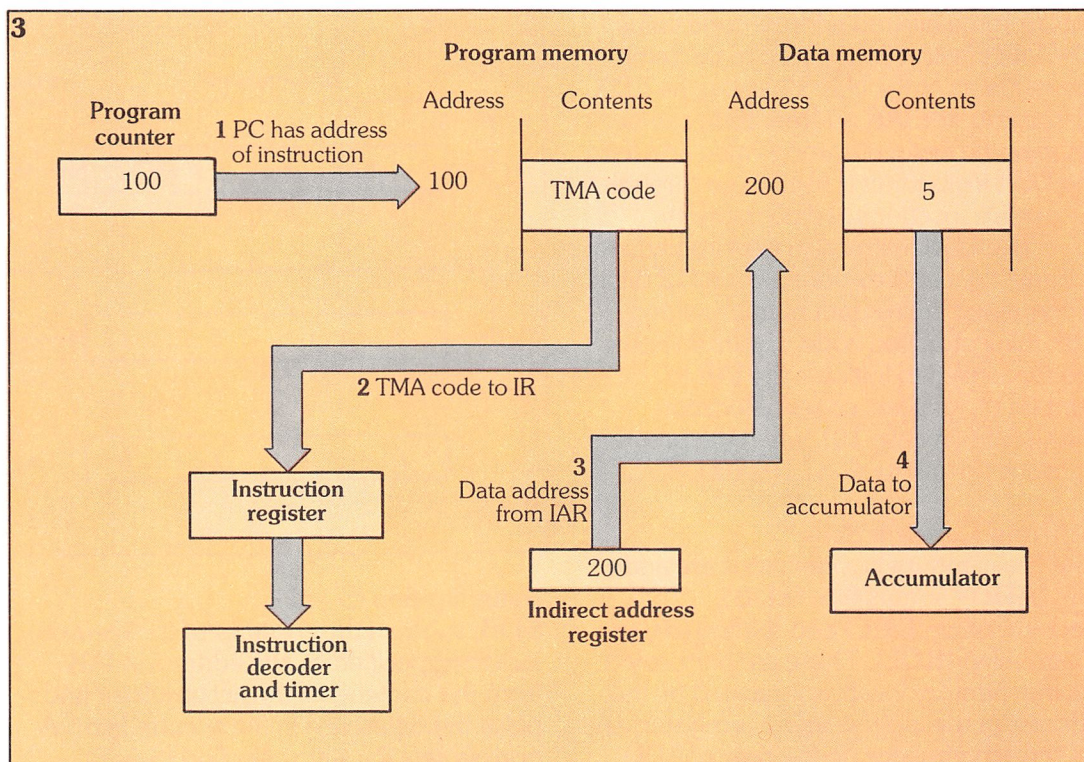 3
Program memory
Data memory
Address
Contents
Address
Contents
Program
counter
100
1 PC has address
of instruction
100
TMA code
200
5
2 TMA code to IR
3
Data address
from IAR
4
Data to
accumulator
Instruction
register
200
Indirect address
register
Accumulator
Instruction
decoder
and timer